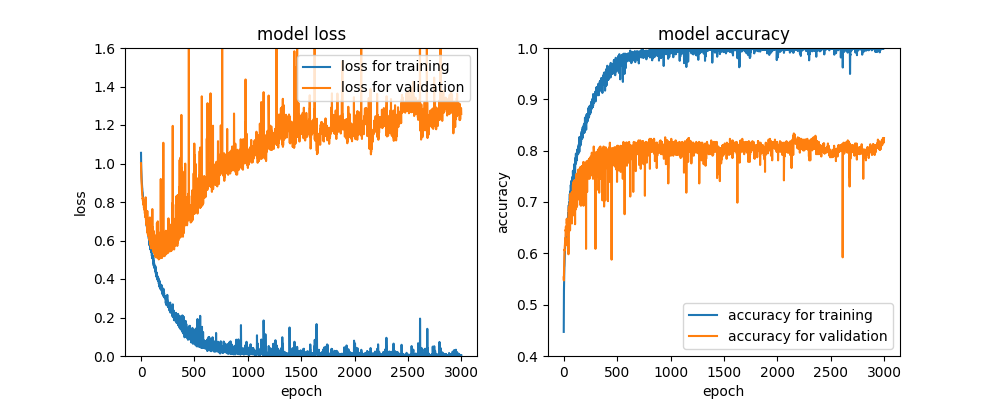 model loss
1.6
1.4
1.2
1.0
0.8
0.6
0.4
0.2
0.0
loss
0 500 1000 1500 2000 2500 3000
epoch
loss for training
loss for validation
model accuracy
1.0
0.9
0.8
0.7
0.6
0.5
0.4
accuracy
0 500 1000 1500 2000 2500 3000
epoch
accuracy for training
accuracy for validation